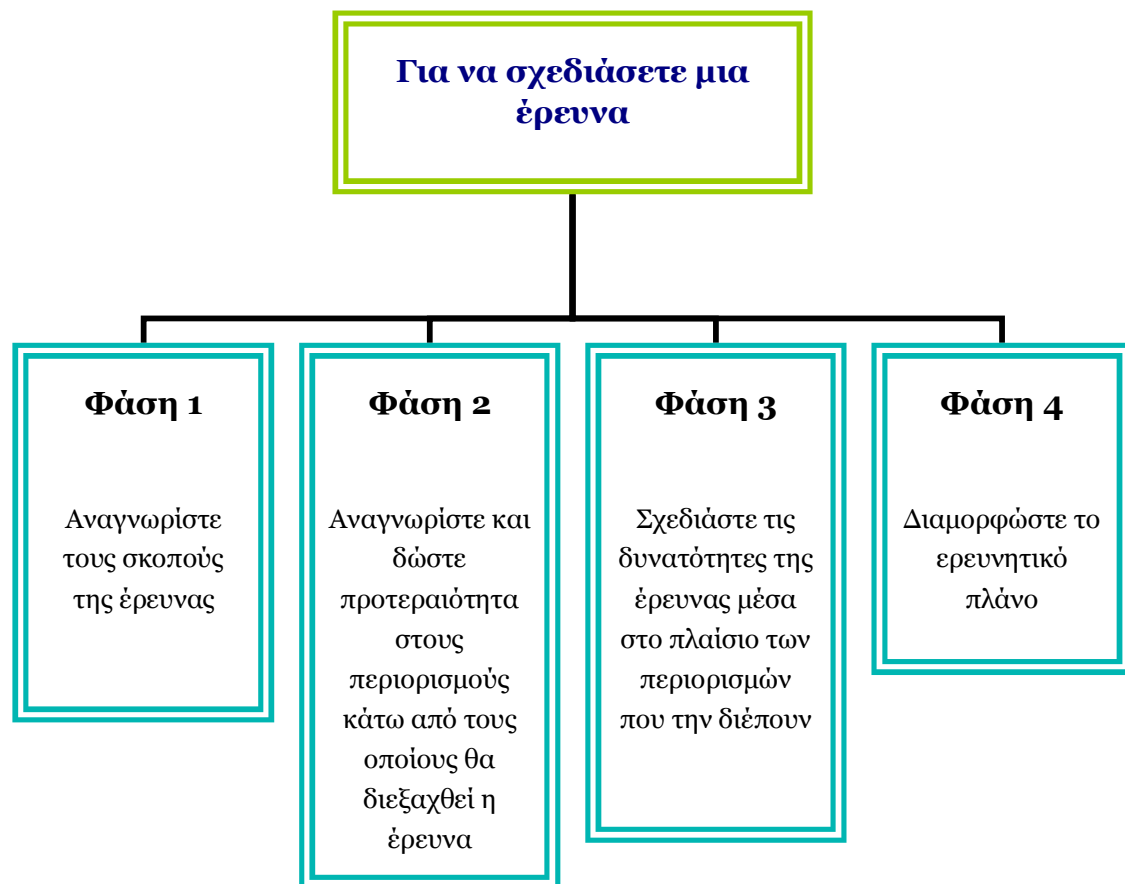 Για να σχεδιάσετε μια
έρευνα
Φάση 1
Αναγνωρίστε
τους σκοπούς
της έρευνας
Φάση 2
Αναγνωρίστε και
δώστε
προτεραιότητα
στους
περιορισμούς
κάτω από τους
οποίους θα
διεξαχθεί η
έρευνα
Φάση 3
Σχεδιάστε τις
δυνατότητες της
έρευνας μέσα
στο πλαίσιο των
περιορισμών
που την διέπουν
Φάση 4
Διαμορφώστε το
ερευνητικό
πλάνο